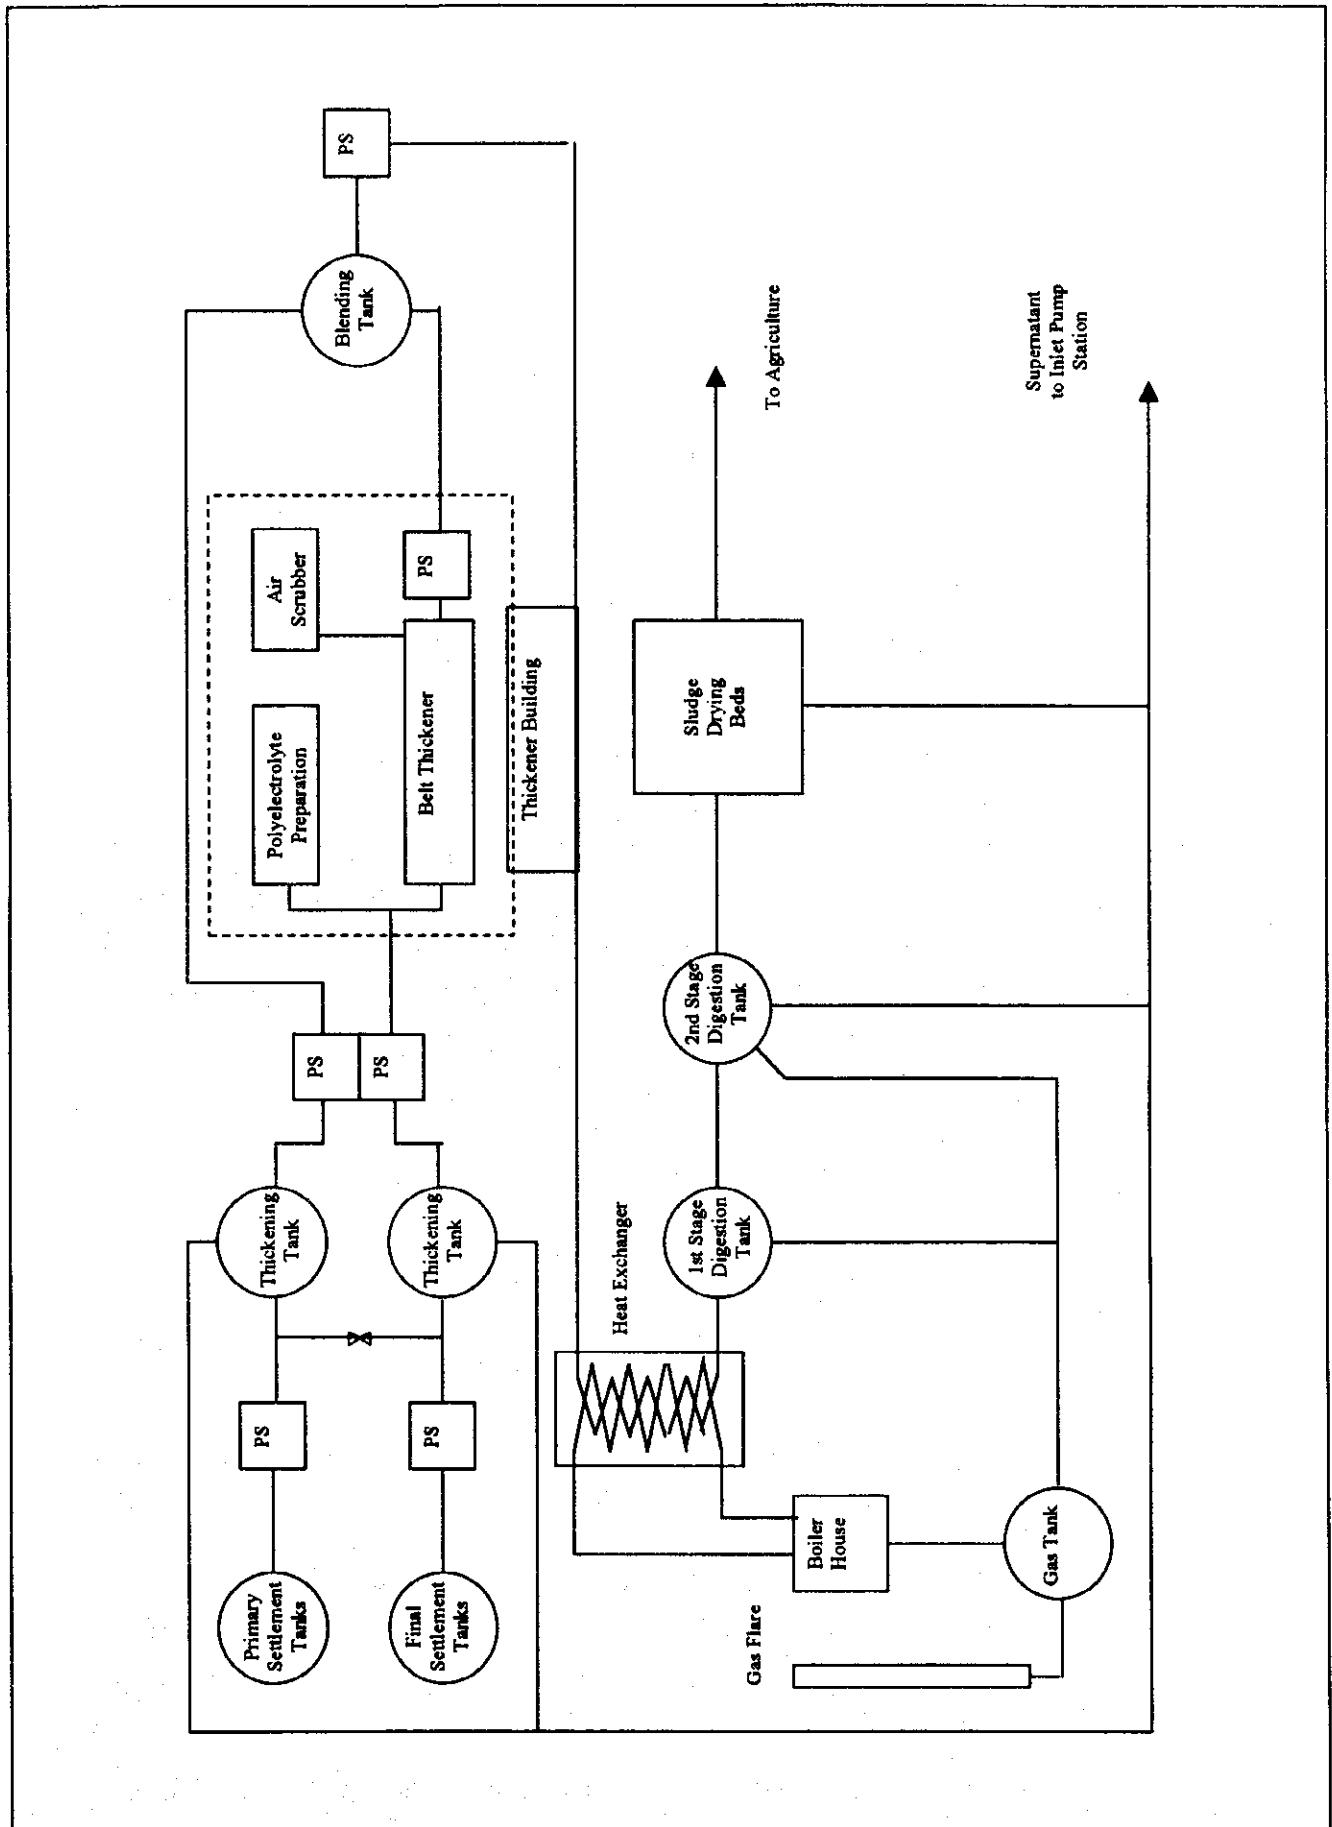 Primary
Settlement
Tanks
PS
Thickening
Tank
PS
Polyelectrolyte
Preparation
Air
Scrubber
Blending
Tank
PS
Final
Settlement
Tanks
PS
Thickening
Tank
PS
Belt Thickener
PS
Thickener Building
Heat Exchanger
1st Stage
Digestion
Tank
2nd Stage
Digestion
Tank
Sludge
Drying
Beds
To Agriculture
Gas Flare
Boiler
House
Gas Tank
Supernatant
to Inlet Pump
Station